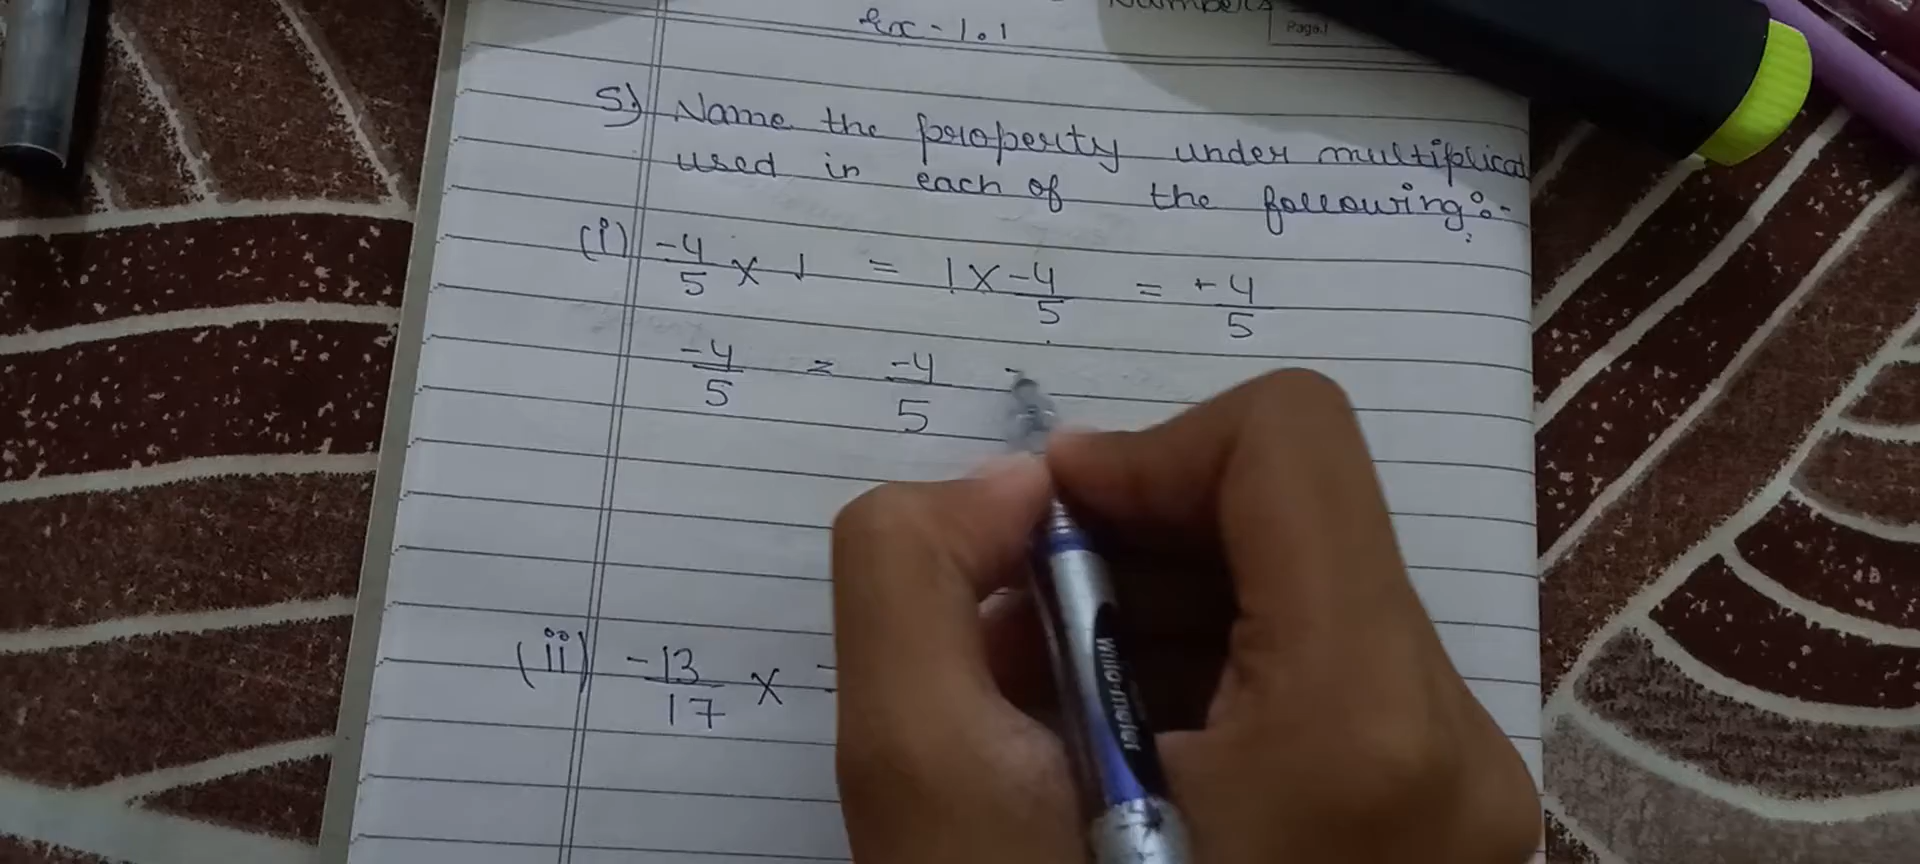 Numbers
Ex - 1.1
Page.
5) Name the property under multiplicat
used in each of the following:-
(i) -4/5 × 1 = 1 × -4/5 = -4/5
-4/5 = -4/5 =
(ii) -13/17 × -